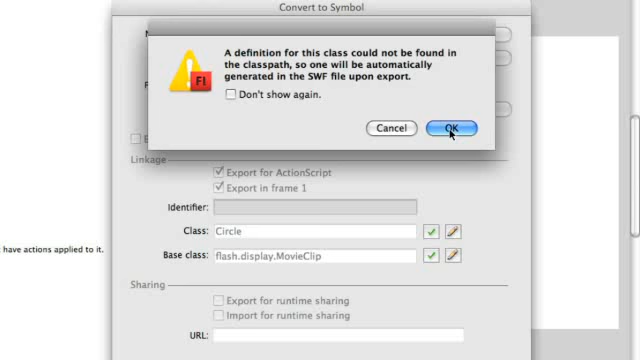 Convert to Symbol
A definition for this class could not be found in
the classpath, so one will be automatically
generated in the SWF file upon export.
Fl
Don't show again.
Cancel
OK
Linkage
Export for ActionScript
Export in frame 1
Identifier:
Class: Circle
t have actions applied to it.
Base class: flash.display.MovieClip
Sharing
Export for runtime sharing
Import for runtime sharing
URL: